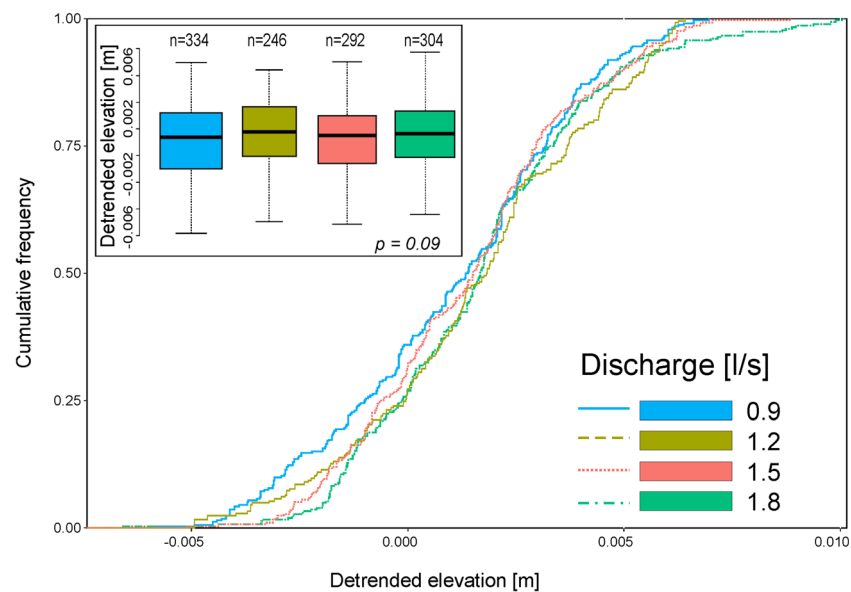 1.00
0.75
0.50
0.25
0.00
Cumulative frequency
Detrended elevation [m]
0.006
0.002
-0.002
-0.006
n=334 n=246 n=292 n=304
p = 0.09
Discharge [l/s]
0.9
1.2
1.5
1.8
-0.005 0.000 0.005 0.010
Detrended elevation [m]